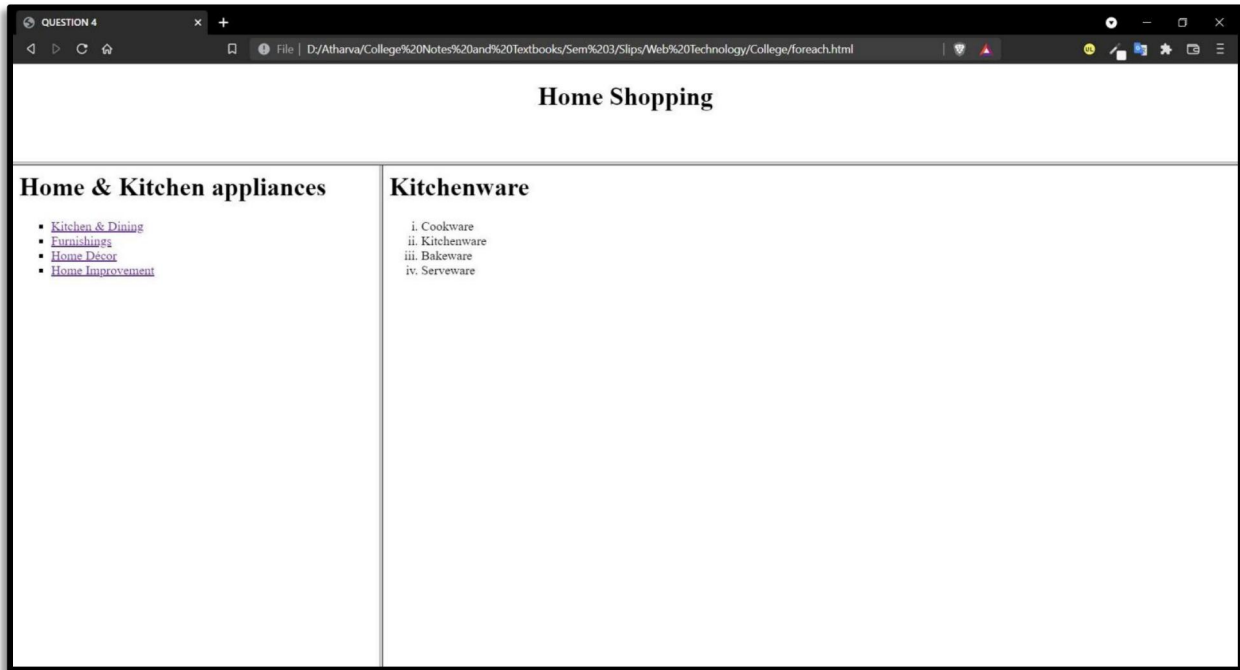 QUESTION 4
File | D:/Atharva/College%20Notes%20and%20Textbooks/Sem%203/Slips/Web%20Technology/College/foreach.html
Home Shopping
Home & Kitchen appliances
▪ Kitchen & Dining
▪ Furnishings
▪ Home Décor
▪ Home Improvement
Kitchenware
i. Cookware
ii. Kitchenware
iii. Bakeware
iv. Serveware